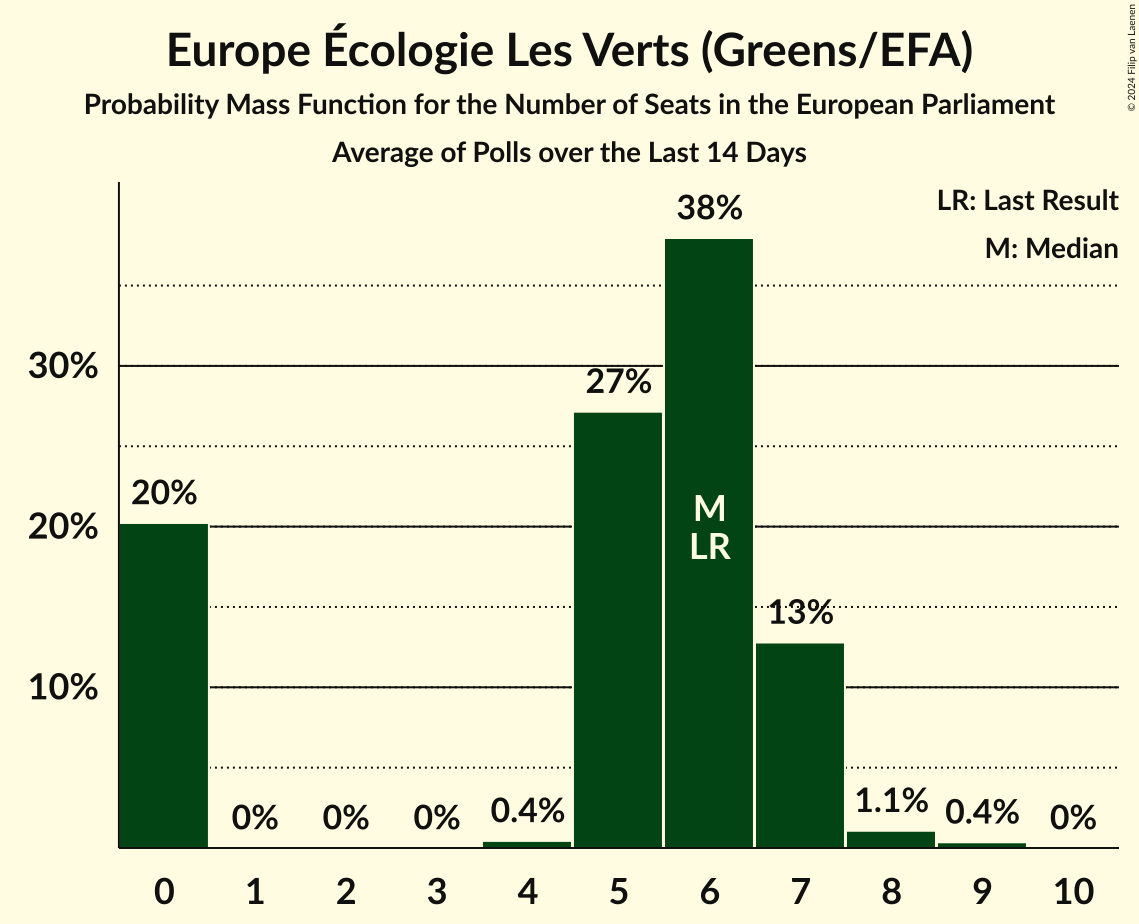 Europe Écologie Les Verts (Greens/EFA)
Probability Mass Function for the Number of Seats in the European Parliament
Average of Polls over the Last 14 Days
© 2024 Filip van Laenen
LR: Last Result
M: Median
38%
30%
27%
20%
20%
M
LR
13%
10%
0%
0%
0%
0.4%
1.1%
0.4%
0%
0 1 2 3 4 5 6 7 8 9 10